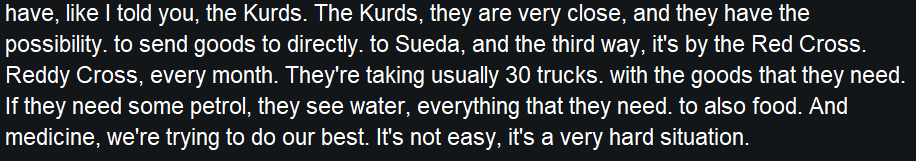 have, like I told you, the Kurds. The Kurds, they are very close, and they have the
possibility. to send goods to directly. to Sueda, and the third way, it's by the Red Cross.
Reddy Cross, every month. They're taking usually 30 trucks. with the goods that they need.
If they need some petrol, they see water, everything that they need. to also food. And
medicine, we're trying to do our best. It's not easy, it's a very hard situation.